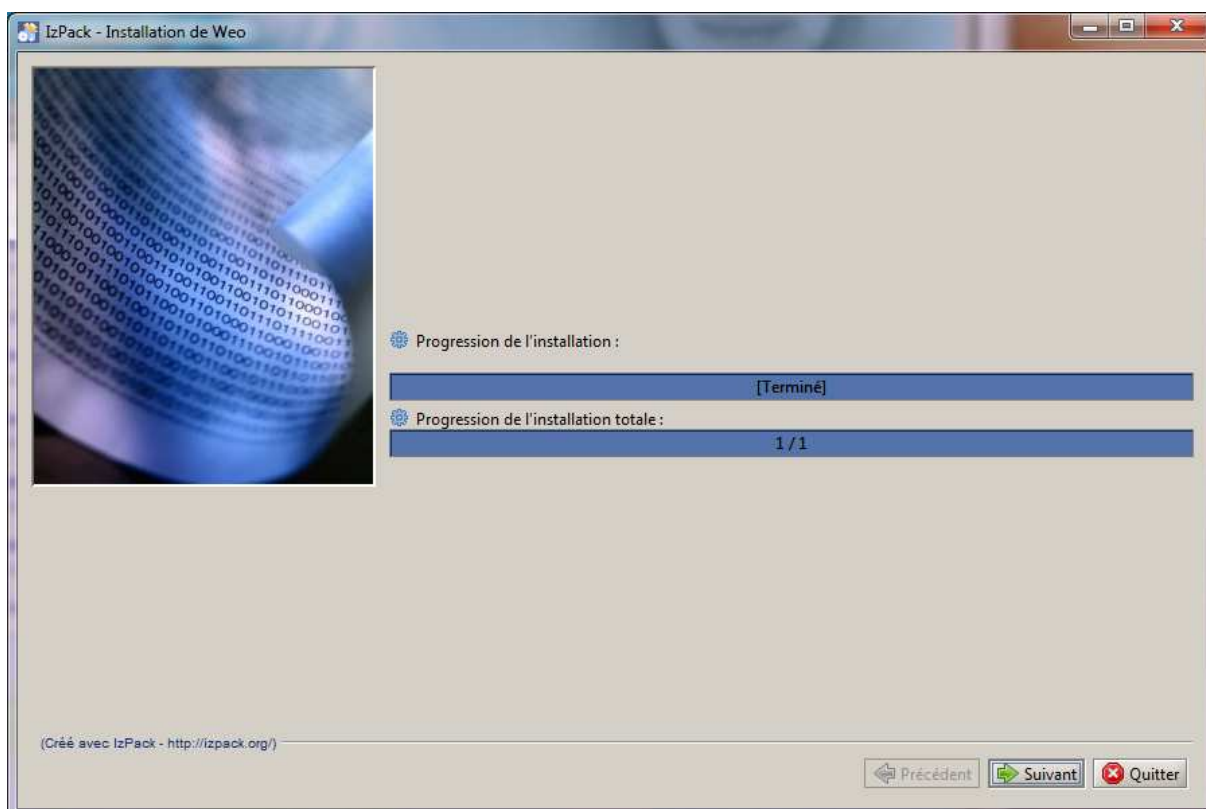 IzPack - Installation de Weo
Progression de l'installation :
[Terminé]
Progression de l'installation totale :
1 / 1
(Créé avec IzPack - http://izpack.org/)
Précédent
Suivant
Quitter